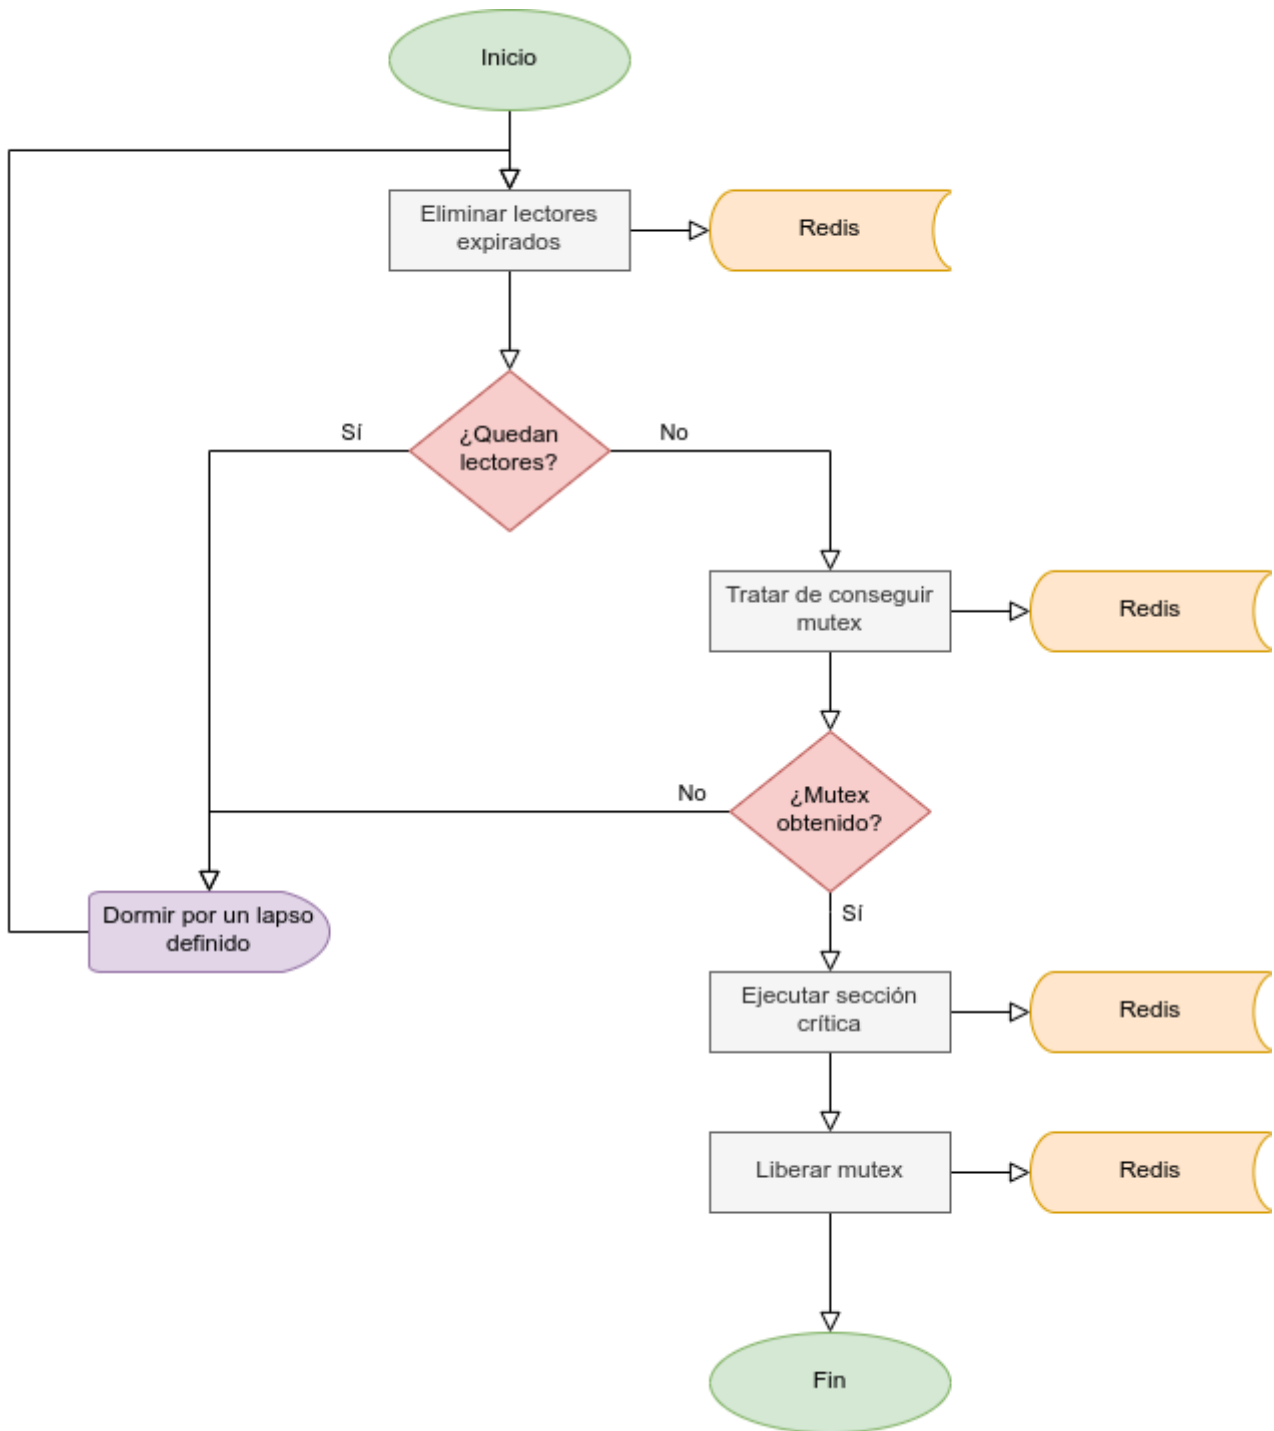 Inicio
Eliminar lectores
expirados
Redis
Sí
¿Quedan
lectores?
No
Tratar de conseguir
mutex
Redis
No
¿Mutex
obtenido?
Sí
Dormir por un lapso
definido
Ejecutar sección
crítica
Redis
Liberar mutex
Redis
Fin